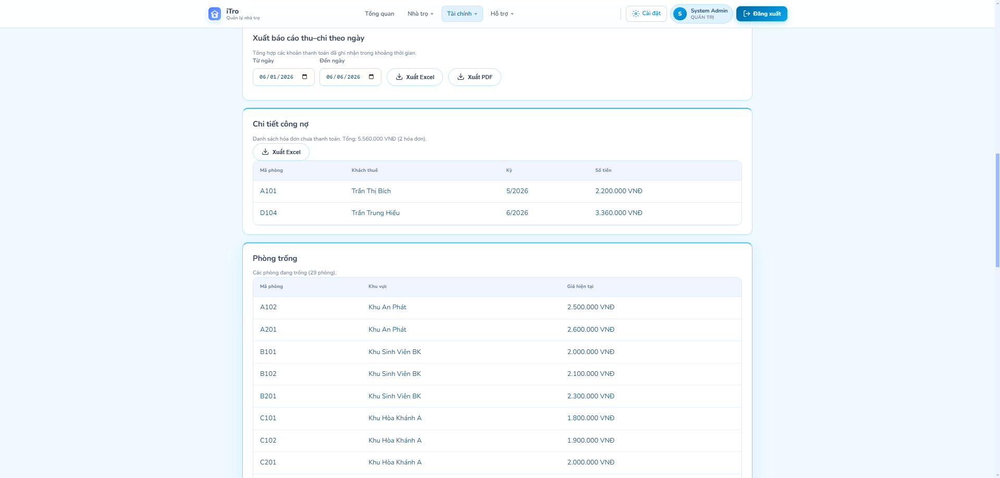 iTro
Quản lý nhà trọ
Tổng quan
Nhà trọ
Tài chính
Hỗ trợ
Cài đặt
S
System Admin
QUẢN TRỊ
Đăng xuất
Xuất báo cáo thu–chi theo ngày
Tổng hợp các khoản thanh toán đã ghi nhận trong khoảng thời gian.
Từ ngày Đến ngày
06/01/2026 06/06/2026 Xuất Excel Xuất PDF
Chi tiết công nợ
Danh sách hóa đơn chưa thanh toán. Tổng: 5.560.000 VNĐ (2 hóa đơn).
Xuất Excel
Mã phòng Khách thuê Kỳ Số tiền
A101 Trần Thị Bích 5/2026 2.200.000 VNĐ
D104 Trần Trung Hiếu 6/2026 3.360.000 VNĐ
Phòng trống
Các phòng đang trống (29 phòng).
Mã phòng Khu vực Giá hiện tại
A102 Khu An Phát 2.500.000 VNĐ
A201 Khu An Phát 2.600.000 VNĐ
B101 Khu Sinh Viên BK 2.000.000 VNĐ
B102 Khu Sinh Viên BK 2.100.000 VNĐ
B201 Khu Sinh Viên BK 2.300.000 VNĐ
C101 Khu Hòa Khánh A 1.800.000 VNĐ
C102 Khu Hòa Khánh A 1.900.000 VNĐ
C201 Khu Hòa Khánh A 2.000.000 VNĐ